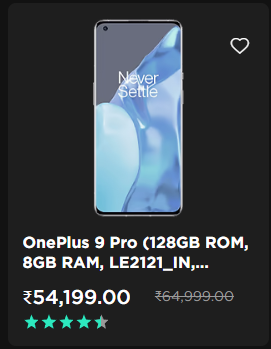 Never
Settle
OnePlus 9 Pro (128GB ROM,
8GB RAM, LE2121_IN,...
₹54,199.00 ₹64,999.00